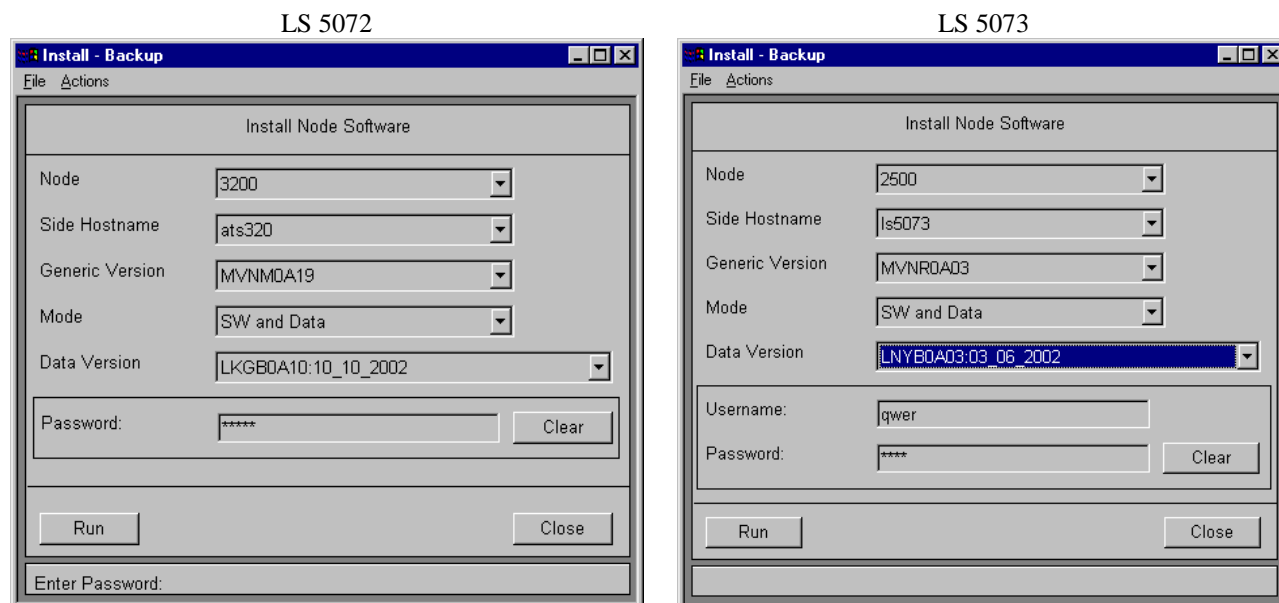 LS 5072
Install - Backup
File Actions
Install Node Software
Node 3200
Side Hostname ats320
Generic Version MVNM0A19
Mode SW and Data
Data Version LKGB0A10:10_10_2002
Password: ***** Clear
Run Close
Enter Password:
LS 5073
Install - Backup
File Actions
Install Node Software
Node 2500
Side Hostname ls5073
Generic Version MVNR0A03
Mode SW and Data
Data Version LNYB0A03:03_06_2002
Username: qwer
Password: **** Clear
Run Close